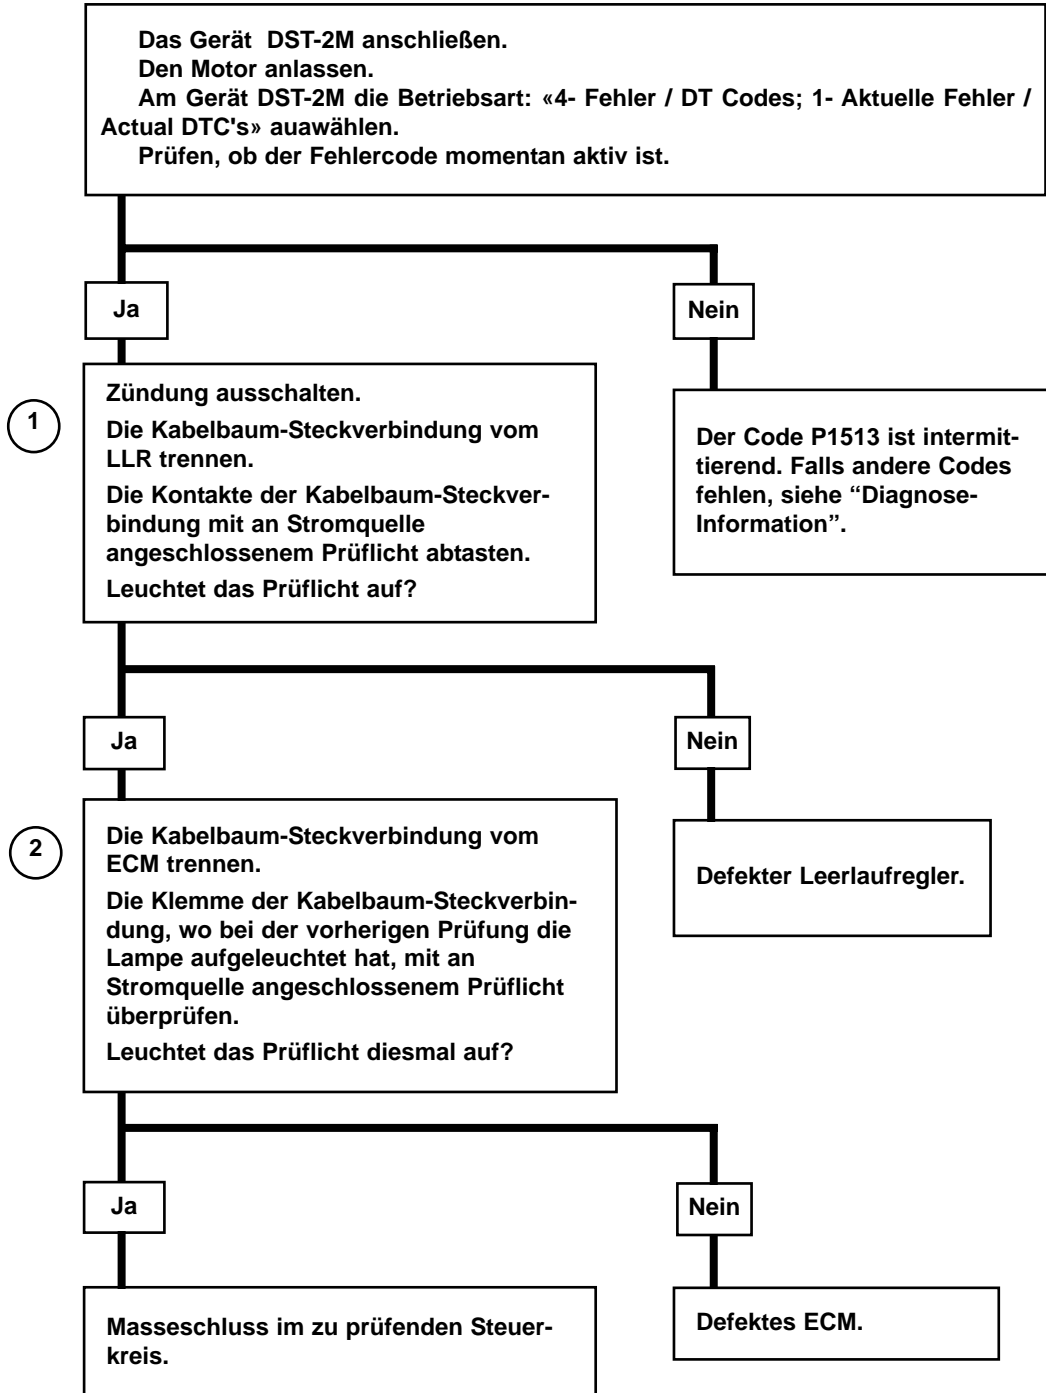 Das Gerät DST-2M anschließen.
Den Motor anlassen.
Am Gerät DST-2M die Betriebsart: «4- Fehler / DT Codes; 1- Aktuelle Fehler /
Actual DTC's» auawählen.
Prüfen, ob der Fehlercode momentan aktiv ist.
Ja
Nein
1
Zündung ausschalten.
Die Kabelbaum-Steckverbindung vom
LLR trennen.
Die Kontakte der Kabelbaum-Steckver-
bindung mit an Stromquelle
angeschlossenem Prüflicht abtasten.
Leuchtet das Prüflicht auf?
Der Code P1513 ist intermit-
tierend. Falls andere Codes
fehlen, siehe “Diagnose-
Information”.
Ja
Nein
2
Die Kabelbaum-Steckverbindung vom
ECM trennen.
Die Klemme der Kabelbaum-Steckverbin-
dung, wo bei der vorherigen Prüfung die
Lampe aufgeleuchtet hat, mit an
Stromquelle angeschlossenem Prüflicht
überprüfen.
Leuchtet das Prüflicht diesmal auf?
Defekter Leerlaufregler.
Ja
Nein
Masseschluss im zu prüfenden Steuer-
kreis.
Defektes ECM.